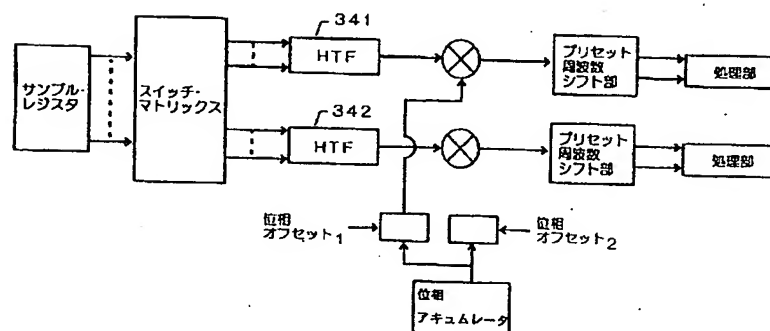 341
HTF
サンプル・
レジスタ
スイッチ・
マトリックス
プリセット
周波数
シフト部
処理部
342
HTF
プリセット
周波数
シフト部
処理部
位相
オフセット1
位相
オフセット2
位相
アキュムレータ